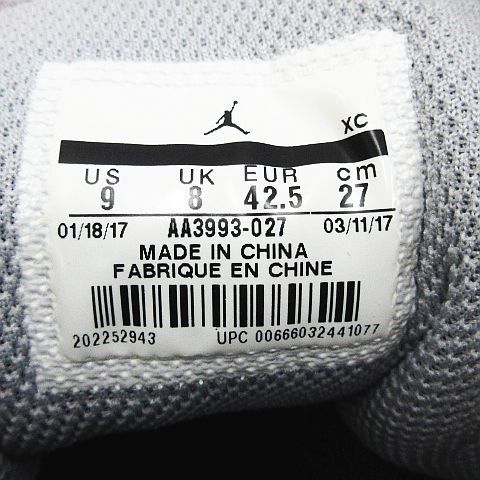 XC
US UK EUR cm
9 8 42.5 27
01/18/17 AA3993-027 03/11/17
MADE IN CHINA
FABRIQUE EN CHINE
202252943 UPC 00666032441077